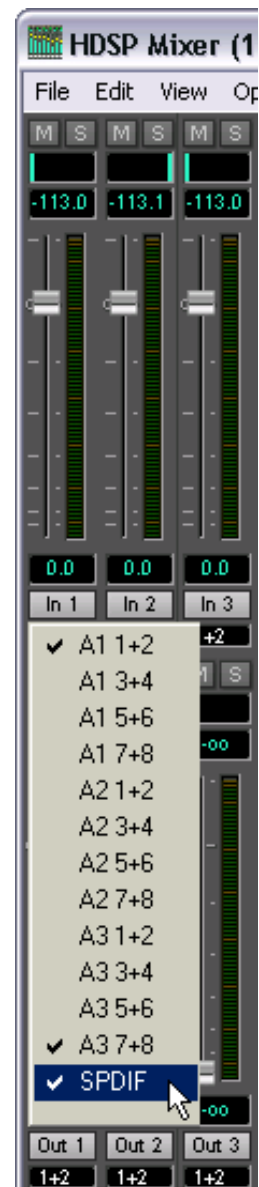 HDSP Mixer (1
File Edit View Op
M S M S M S
-113.0 -113.1 -113.0
0.0 0.0 0.0
In 1 In 2 In 3
+2
✔ A1 1+2
S
A1 3+4
A1 5+6
A1 7+8
-oo
A2 1+2
A2 3+4
A2 5+6
A2 7+8
A3 1+2
A3 3+4
A3 5+6
✔ A3 7+8
✔ SPDIF
-oo
Out 1 Out 2 Out 3
1+2 1+2 1+2